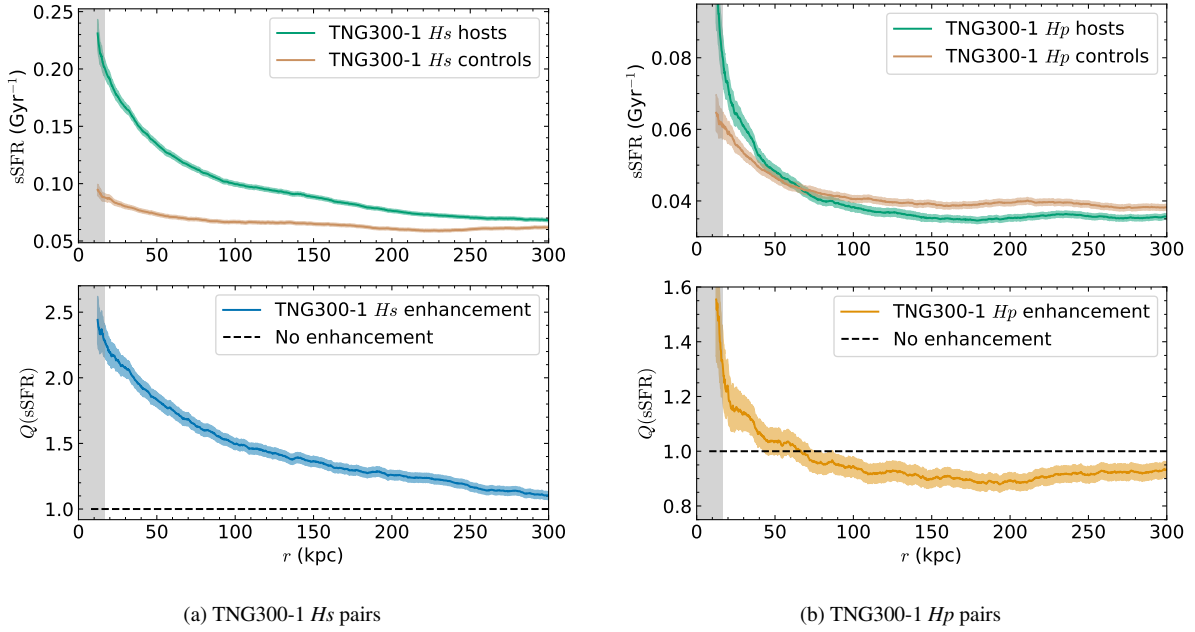 0.25
0.20
0.15
0.10
0.05
sSFR (Gyr⁻¹)
TNG300-1 Hs hosts
TNG300-1 Hs controls
0 50 100 150 200 250 300
2.5
2.0
1.5
1.0
Q(sSFR)
TNG300-1 Hs enhancement
No enhancement
0 50 100 150 200 250 300
r (kpc)
(a) TNG300-1 Hs pairs
0.08
0.06
0.04
sSFR (Gyr⁻¹)
TNG300-1 Hp hosts
TNG300-1 Hp controls
0 50 100 150 200 250 300
1.6
1.4
1.2
1.0
0.8
Q(sSFR)
TNG300-1 Hp enhancement
No enhancement
0 50 100 150 200 250 300
r (kpc)
(b) TNG300-1 Hp pairs